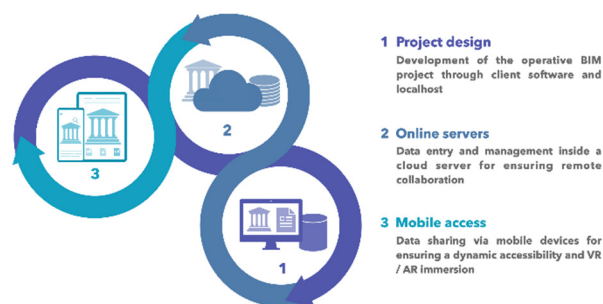 1 Project design
Development of the operative BIM
project through client software and
localhost
2 Online servers
Data entry and management inside a
cloud server for ensuring remote
collaboration
3 Mobile access
Data sharing via mobile devices for
ensuring a dynamic accessibility and VR
/ AR immersion
2
3
1